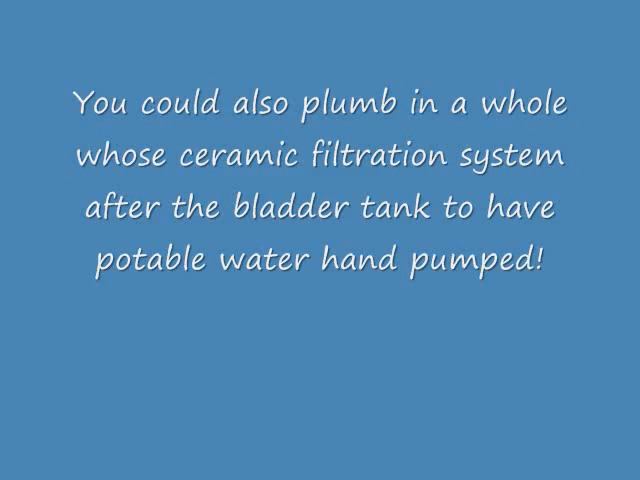 You could also plumb in a whole
whose ceramic filtration system
after the bladder tank to have
potable water hand pumped!